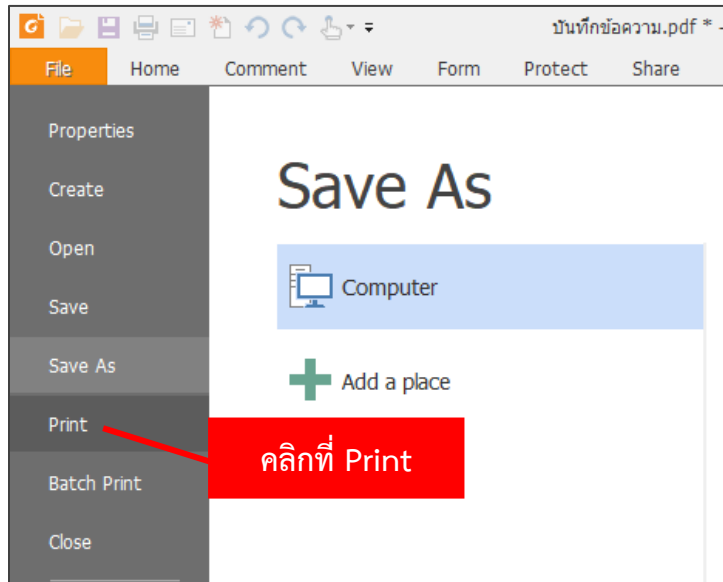 บันทึกข้อความ.pdf * -
File Home Comment View Form Protect Share
Properties
Create
Open
Save
Save As
Print
Batch Print
Close
Save As
Computer
Add a place
คลิกที่ Print